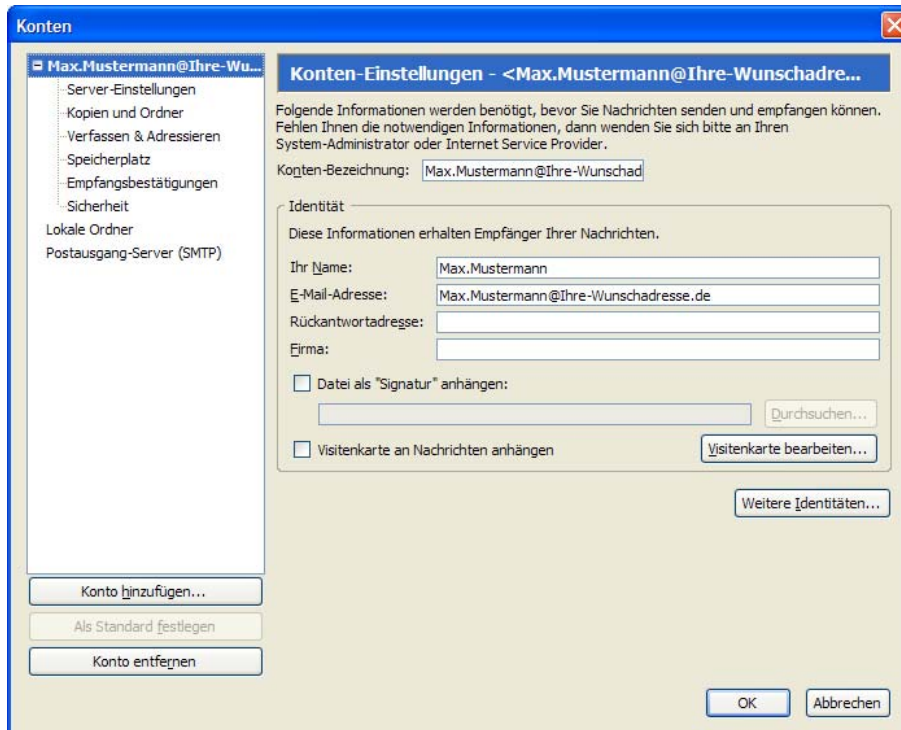 Konten
Max.Mustermann@Ihre-Wu...
Server-Einstellungen
Kopien und Ordner
Verfassen & Adressieren
Speicherplatz
Empfangsbestätigungen
Sicherheit
Lokale Ordner
Postausgang-Server (SMTP)
Konto hinzufügen...
Als Standard festlegen
Konto entfernen
Konten-Einstellungen - <Max.Mustermann@Ihre-Wunschadre...
Folgende Informationen werden benötigt, bevor Sie Nachrichten senden und empfangen können.
Fehlen Ihnen die notwendigen Informationen, dann wenden Sie sich bitte an Ihren
System-Administrator oder Internet Service Provider.
Konten-Bezeichnung: Max.Mustermann@Ihre-Wunschad
Identität
Diese Informationen erhalten Empfänger Ihrer Nachrichten.
Ihr Name: Max.Mustermann
E-Mail-Adresse: Max.Mustermann@Ihre-Wunschadresse.de
Rückantwortadresse:
Firma:
Datei als "Signatur" anhängen:
Durchsuchen...
Visitenkarte an Nachrichten anhängen Visitenkarte bearbeiten...
Weitere Identitäten...
OK Abbrechen